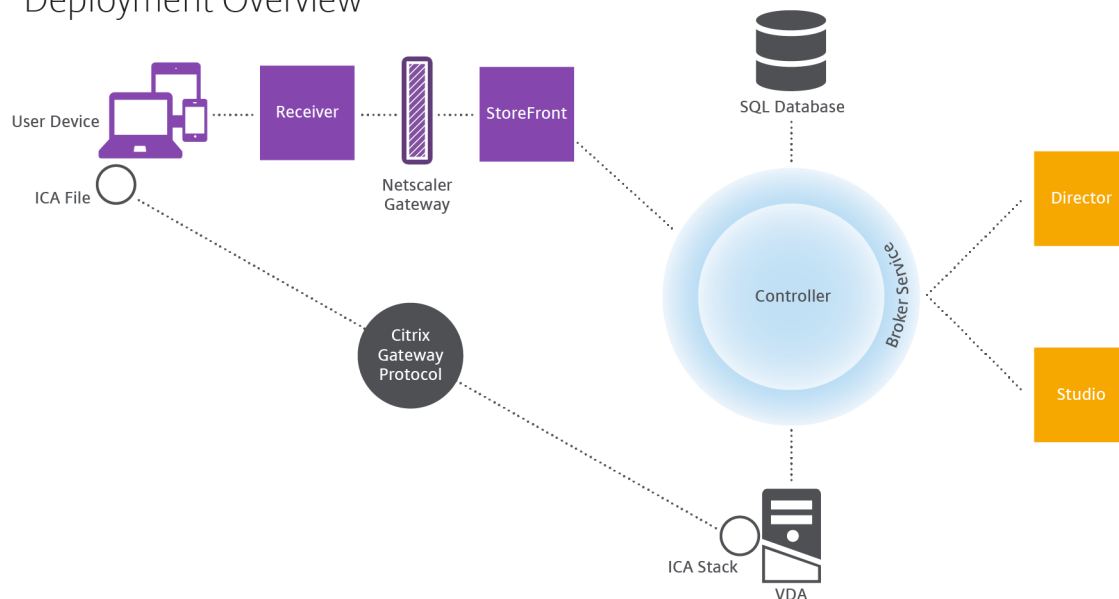 Deployment Overview
SQL Database
User Device
Receiver
StoreFront
Netscaler
Gateway
ICA File
Director
Broker Service
Controller
Citrix
Gateway
Protocol
Studio
ICA Stack
VDA